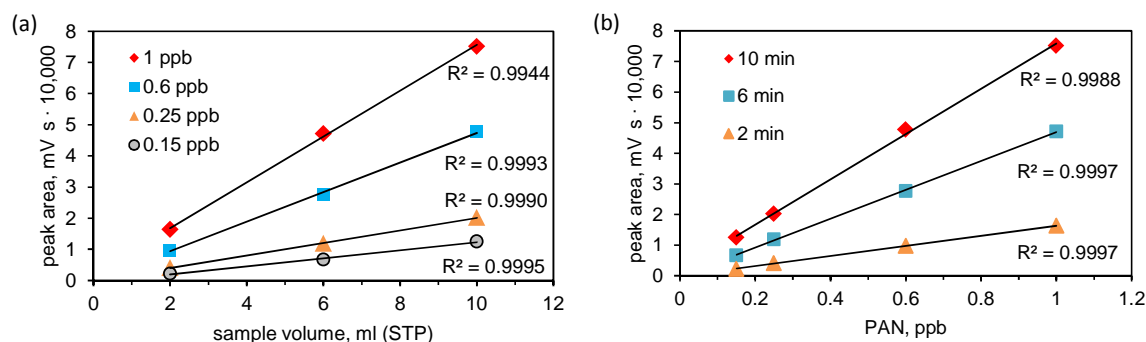 (a)
peak area, mV s · 10,000
8
7
6
5
4
3
2
1
0
1 ppb
0.6 ppb
0.25 ppb
0.15 ppb
R² = 0.9944
R² = 0.9993
R² = 0.9990
R² = 0.9995
0 2 4 6 8 10 12
sample volume, ml (STP)
(b)
peak area, mV s · 10,000
8
7
6
5
4
3
2
1
0
10 min
6 min
2 min
R² = 0.9988
R² = 0.9997
R² = 0.9997
0 0.2 0.4 0.6 0.8 1 1.2
PAN, ppb